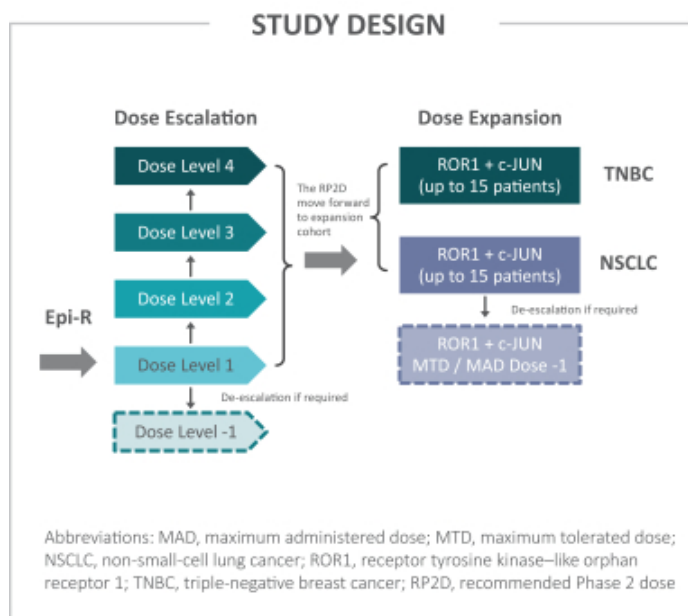 STUDY DESIGN
Dose Escalation
Dose Level 4
Dose Level 3
Dose Level 2
Epi-R
Dose Level 1
De-escalation if required
Dose Level -1
The RP2D
move forward
to expansion
cohort
Dose Expansion
ROR1 + c-JUN
(up to 15 patients)
TNBC
ROR1 + c-JUN
(up to 15 patients)
NSCLC
De-escalation if required
ROR1 + c-JUN
MTD / MAD Dose -1
Abbreviations: MAD, maximum administered dose; MTD, maximum tolerated dose;
NSCLC, non-small-cell lung cancer; ROR1, receptor tyrosine kinase–like orphan
receptor 1; TNBC, triple-negative breast cancer; RP2D, recommended Phase 2 dose